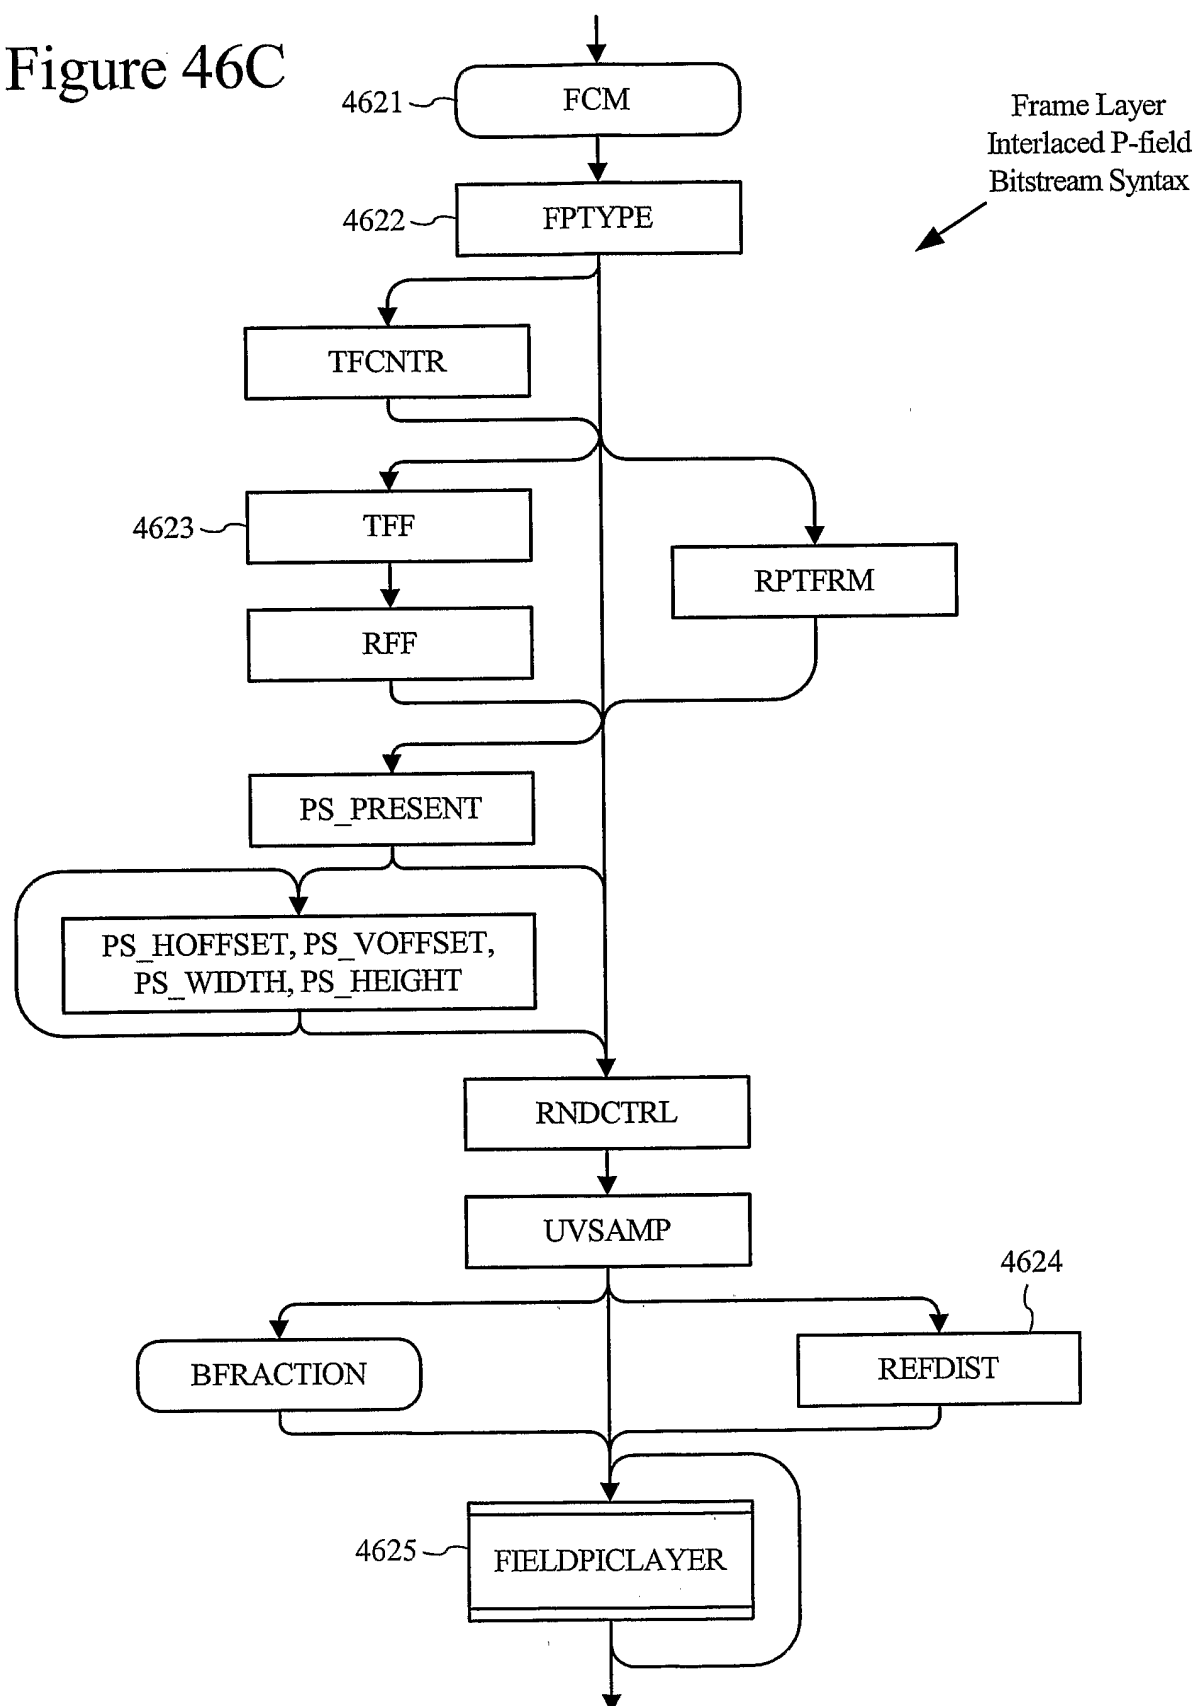 Figure 46C
4621
FCM
Frame Layer
Interlaced P-field
Bitstream Syntax
4622
FPTYPE
TFCNTR
4623
TFF
RPTFRM
RFF
PS_PRESENT
PS_HOFFSET, PS_VOFFSET,
PS_WIDTH, PS_HEIGHT
RNDCTRL
UVSAMP
4624
BFRACTION
REFDIST
4625
FIELDPICLAYER